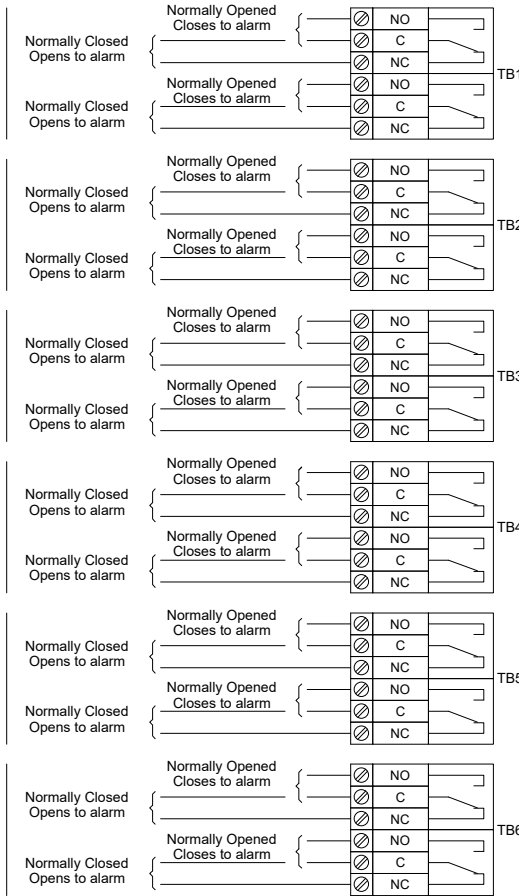 Normally Opened
Closes to alarm
Normally Closed
Opens to alarm
NO
C
NC
Normally Opened
Closes to alarm
Normally Closed
Opens to alarm
NO
C
NC
TB1
Normally Opened
Closes to alarm
Normally Closed
Opens to alarm
NO
C
NC
Normally Opened
Closes to alarm
Normally Closed
Opens to alarm
NO
C
NC
TB2
Normally Opened
Closes to alarm
Normally Closed
Opens to alarm
NO
C
NC
Normally Opened
Closes to alarm
Normally Closed
Opens to alarm
NO
C
NC
TB3
Normally Opened
Closes to alarm
Normally Closed
Opens to alarm
NO
C
NC
Normally Opened
Closes to alarm
Normally Closed
Opens to alarm
NO
C
NC
TB4
Normally Opened
Closes to alarm
Normally Closed
Opens to alarm
NO
C
NC
Normally Opened
Closes to alarm
Normally Closed
Opens to alarm
NO
C
NC
TB5
Normally Opened
Closes to alarm
Normally Closed
Opens to alarm
NO
C
NC
Normally Opened
Closes to alarm
Normally Closed
Opens to alarm
NO
C
NC
TB6